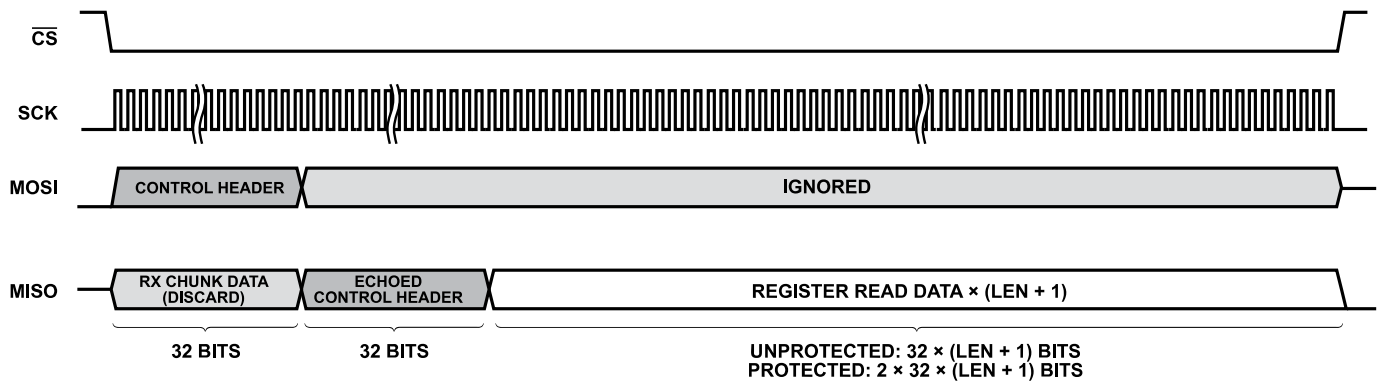 CS
SCK
MOSI
CONTROL HEADER
IGNORED
MISO
RX CHUNK DATA
(DISCARD)
ECHOED
CONTROL HEADER
REGISTER READ DATA × (LEN + 1)
32 BITS
32 BITS
UNPROTECTED: 32 × (LEN + 1) BITS
PROTECTED: 2 × 32 × (LEN + 1) BITS